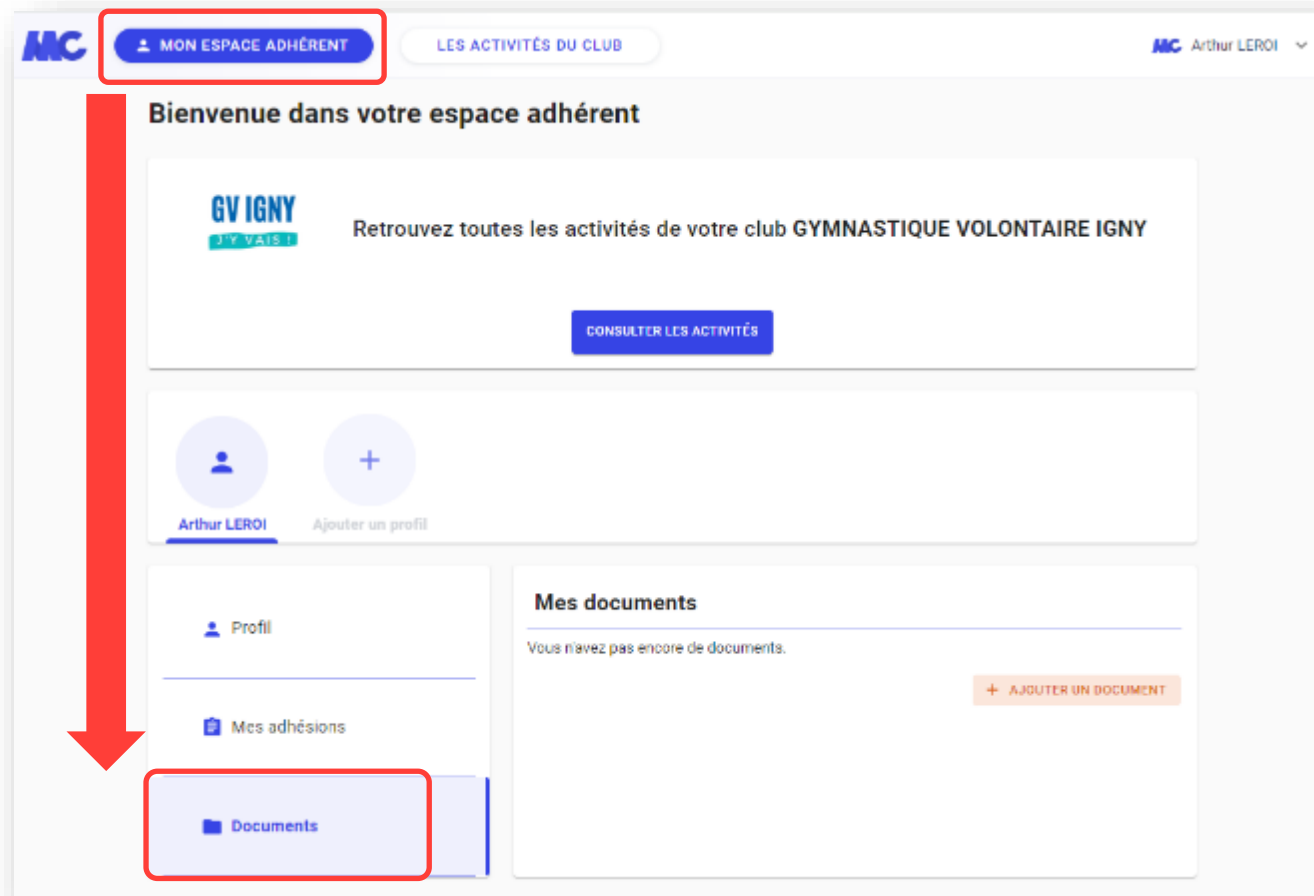 MC MON ESPACE ADHÉRENT LES ACTIVITÉS DU CLUB MC Arthur LEROI
Bienvenue dans votre espace adhérent
GV IGNY
J'Y VAIS !
Retrouvez toutes les activités de votre club GYMNASTIQUE VOLONTAIRE IGNY
CONSULTER LES ACTIVITÉS
Arthur LEROI Ajouter un profil
Profil
Mes adhésions
Documents
Mes documents
Vous n'avez pas encore de documents.
+ AJOUTER UN DOCUMENT